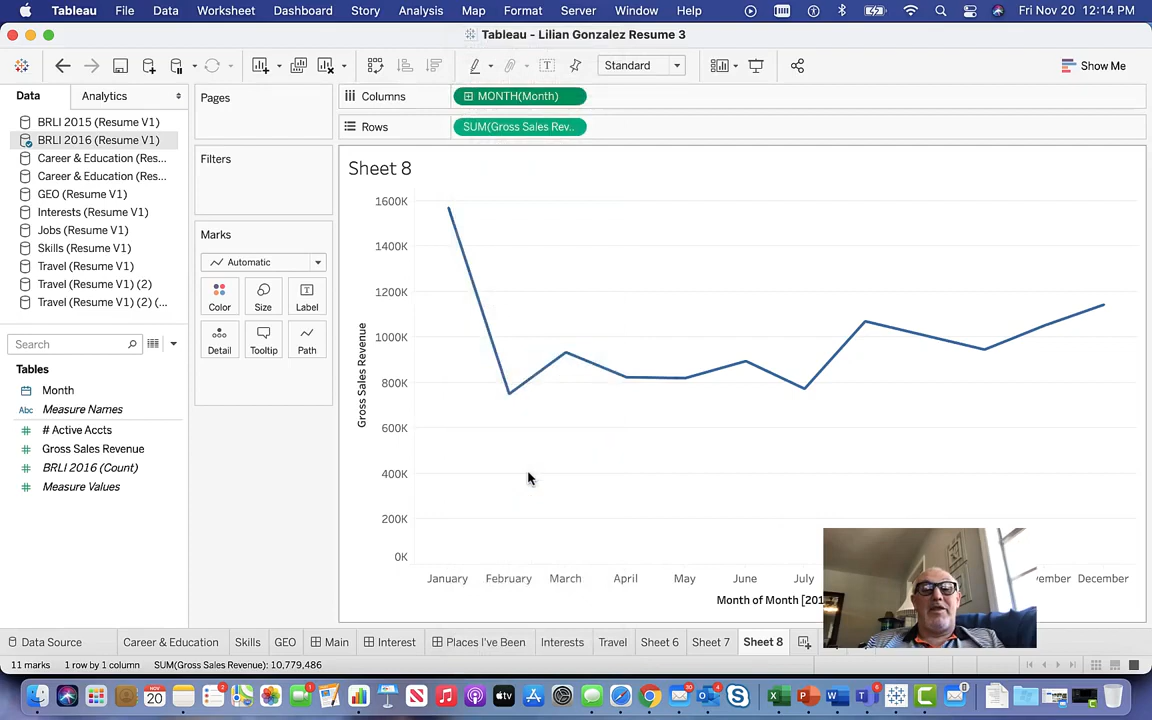 Tableau File Data Worksheet Dashboard Story Analysis Map Format Server Window Help Fri Nov 20 12:14 PM
Tableau - Lilian Gonzalez Resume 3
Standard Show Me
Data Analytics
BRLI 2015 (Resume V1)
BRLI 2016 (Resume V1)
Career & Education (Res...
Career & Education (Res...
GEO (Resume V1)
Interests (Resume V1)
Jobs (Resume V1)
Skills (Resume V1)
Travel (Resume V1)
Travel (Resume V1) (2)
Travel (Resume V1) (2) (...
Search
Tables
Month
Abc Measure Names
# Active Accts
Gross Sales Revenue
BRLI 2016 (Count)
Measure Values
Pages
Filters
Marks
Automatic
Color Size Label
Detail Tooltip Path
Columns MONTH(Month)
Rows SUM(Gross Sales Rev..
Sheet 8
1600K
1400K
1200K
1000K
800K
600K
400K
200K
0K
Gross Sales Revenue
January February March April May June July vember December
Month of Month [201
Data Source Career & Education Skills GEO Main Interest Places I've Been Interests Travel Sheet 6 Sheet 7 Sheet 8
11 marks 1 row by 1 column SUM(Gross Sales Revenue): 10,779,486